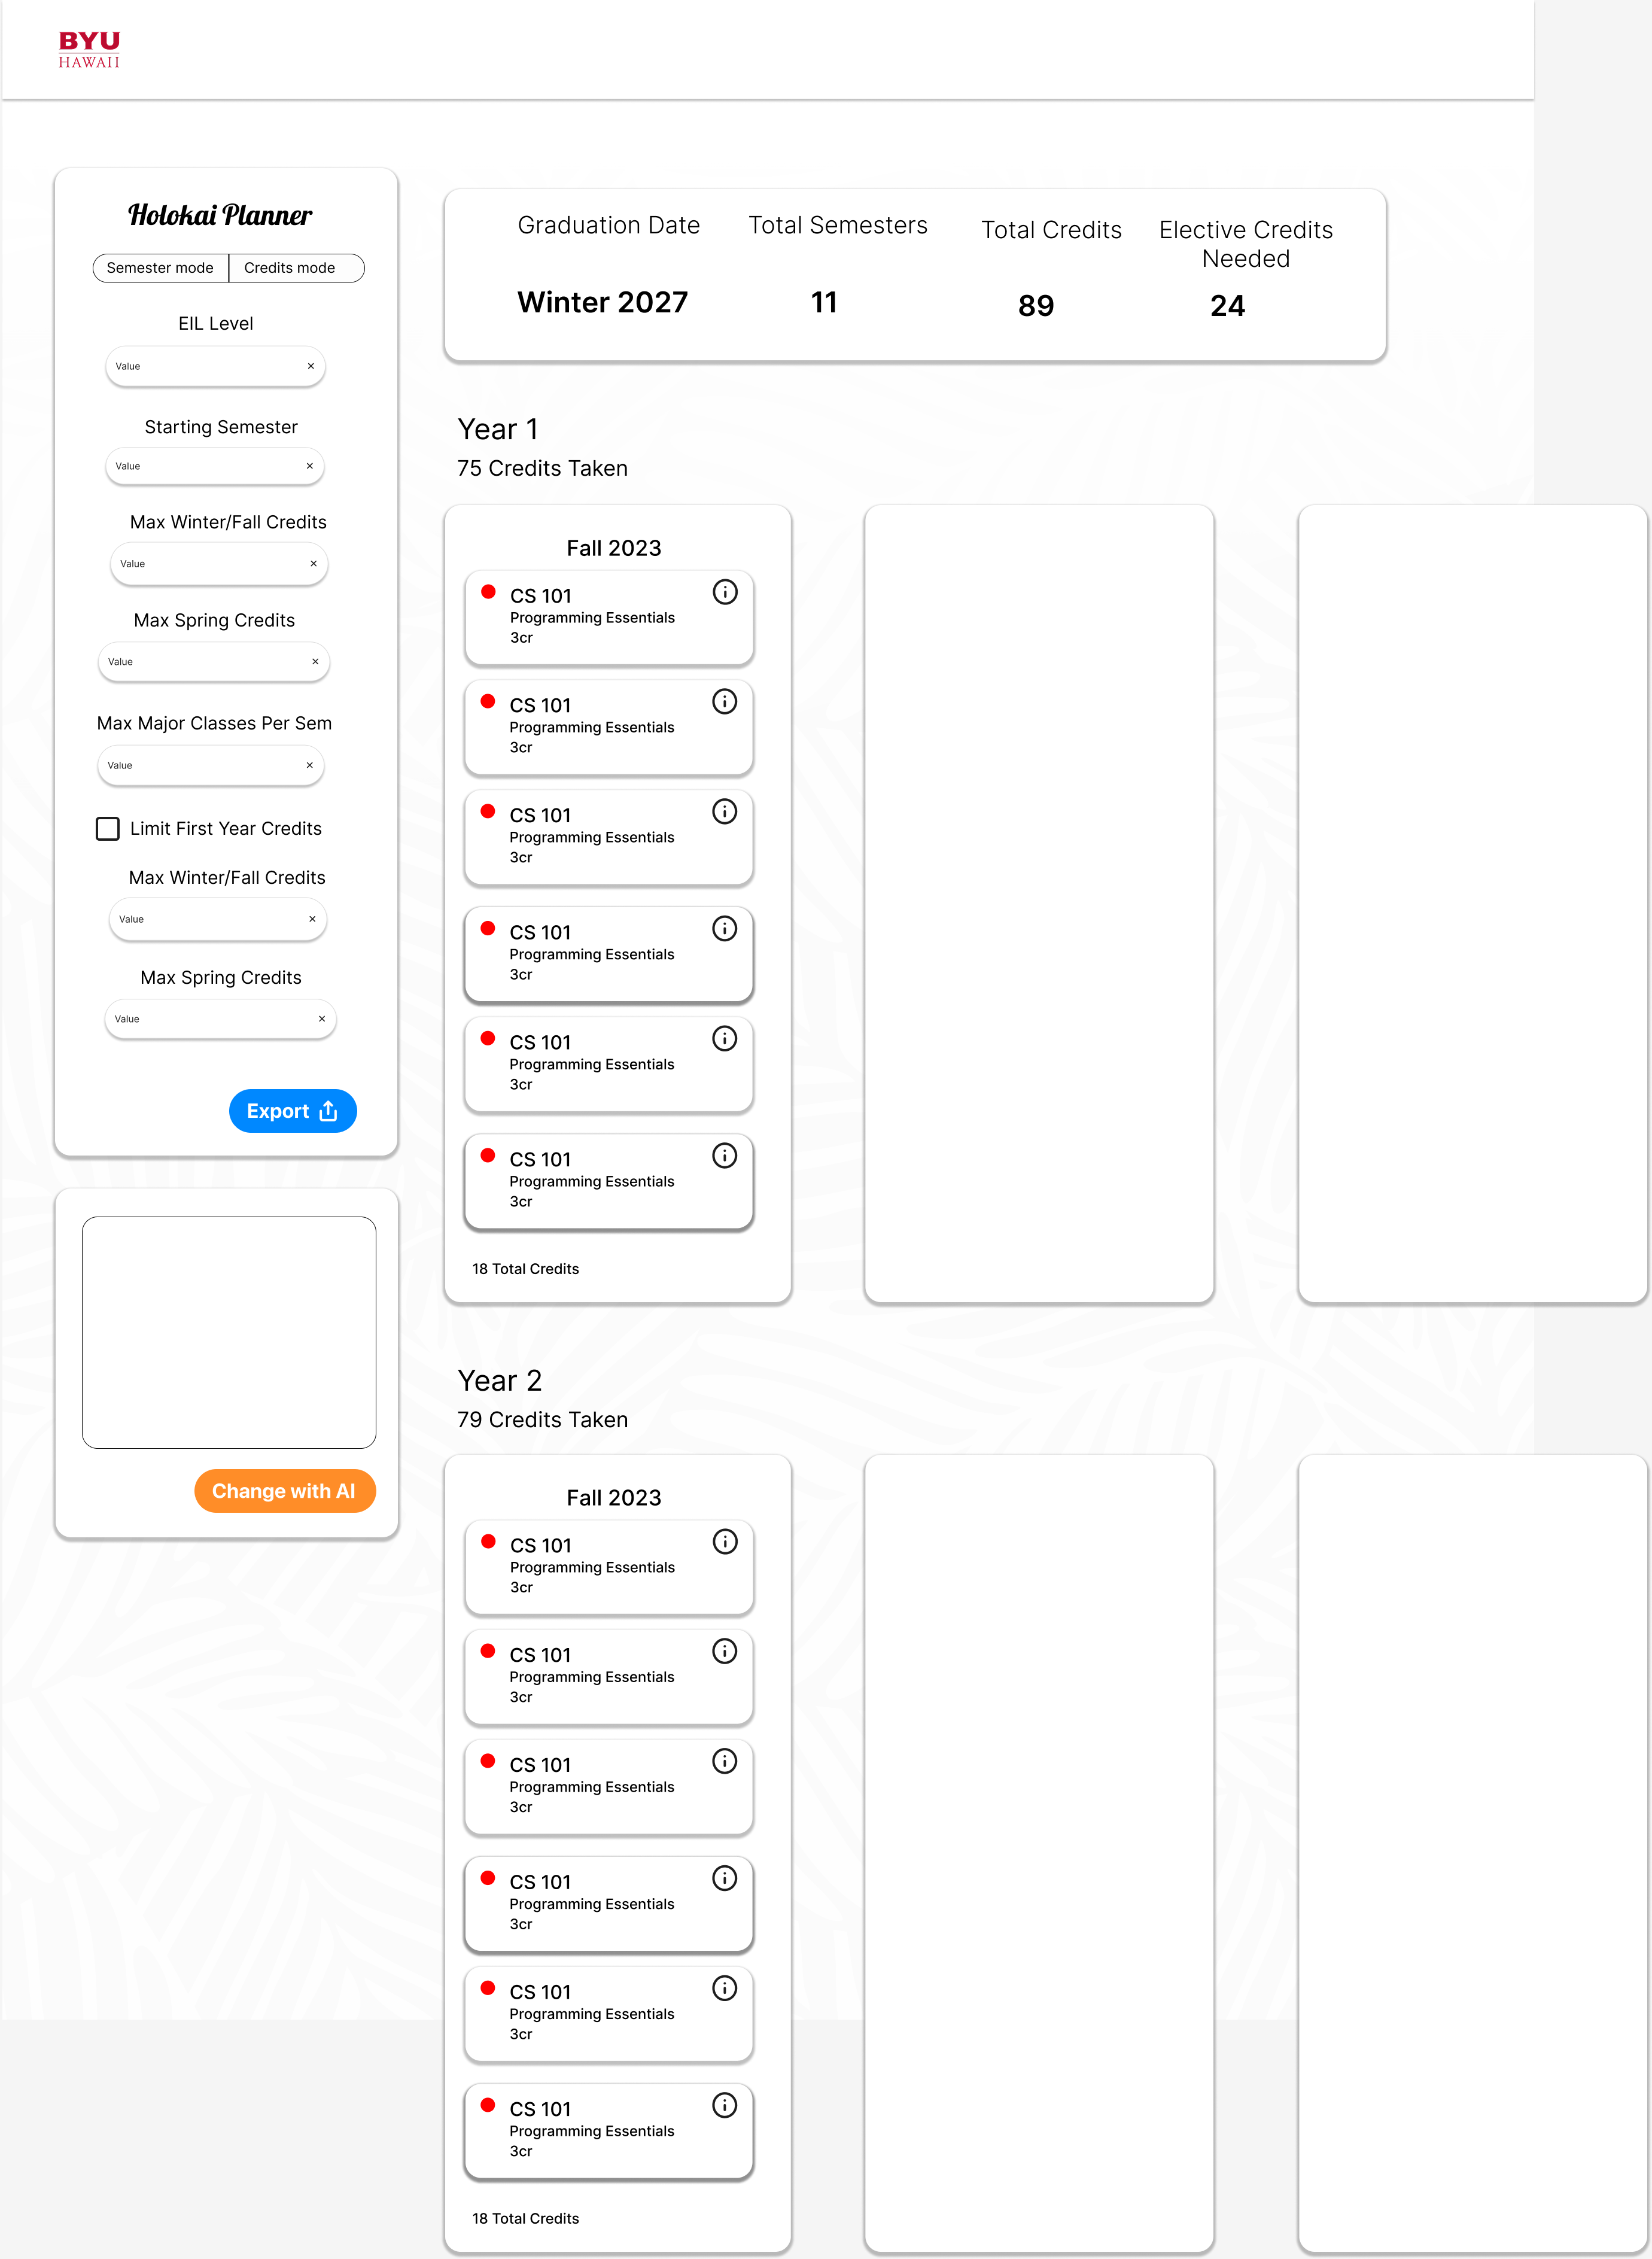 BYU
HAWAII
Holokai Planner
Semester mode
Credits mode
EIL Level
Value
Starting Semester
Value
Max Winter/Fall Credits
Value
Max Spring Credits
Value
Max Major Classes Per Sem
Value
Limit First Year Credits
Max Winter/Fall Credits
Value
Max Spring Credits
Value
Export
Change with AI
Graduation Date
Winter 2027
Total Semesters
11
Total Credits
89
Elective Credits
Needed
24
Year 1
75 Credits Taken
Fall 2023
CS 101
Programming Essentials
3cr
CS 101
Programming Essentials
3cr
CS 101
Programming Essentials
3cr
CS 101
Programming Essentials
3cr
CS 101
Programming Essentials
3cr
CS 101
Programming Essentials
3cr
18 Total Credits
Year 2
79 Credits Taken
Fall 2023
CS 101
Programming Essentials
3cr
CS 101
Programming Essentials
3cr
CS 101
Programming Essentials
3cr
CS 101
Programming Essentials
3cr
CS 101
Programming Essentials
3cr
CS 101
Programming Essentials
3cr
18 Total Credits